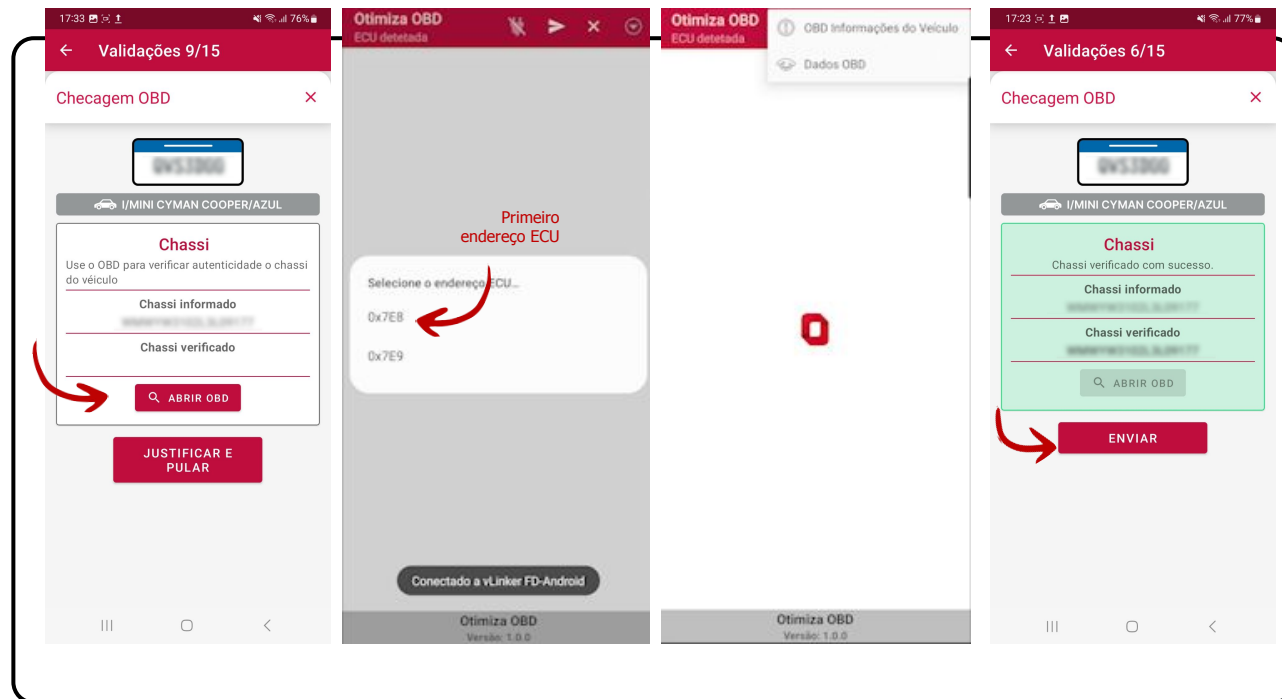 17:33
76%
Validações 9/15
Checagem OBD
I/MINI CYMAN COOPER/AZUL
Chassi
Use o OBD para verificar autenticidade o chassi
do véiculo
Chassi informado
Chassi verificado
ABRIR OBD
JUSTIFICAR E
PULAR
Otimiza OBD
ECU detetada
Primeiro
endereço ECU
Selecione o endereço ECU...
0x7E8
0x7E9
Conectado a vLinker FD-Android
Otimiza OBD
Versão: 1.0.0
Otimiza OBD
ECU detetada
OBD Informações do Veículo
Dados OBD
Otimiza OBD
Versão: 1.0.0
17:23
77%
Validações 6/15
Checagem OBD
I/MINI CYMAN COOPER/AZUL
Chassi
Chassi verificado com sucesso.
Chassi informado
Chassi verificado
ABRIR OBD
ENVIAR